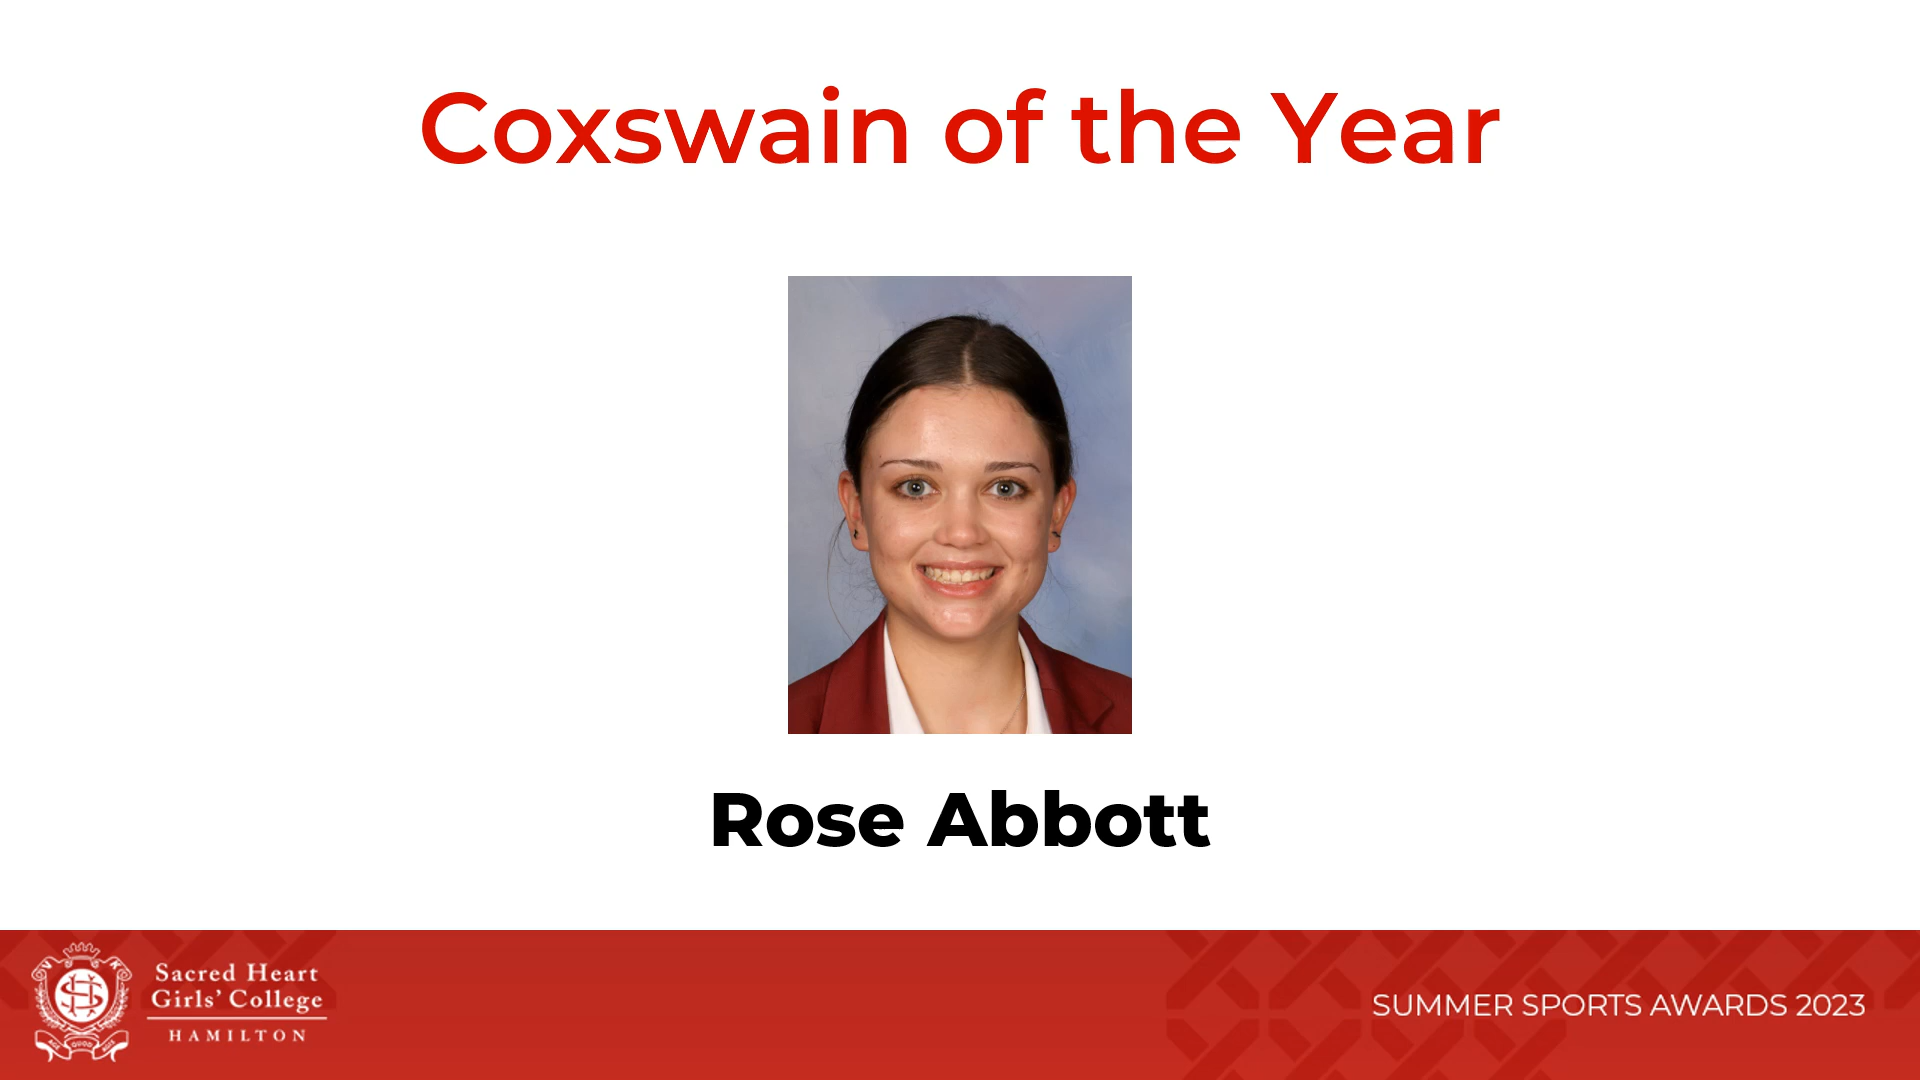 Coxswain of the Year
Rose Abbott
Sacred Heart
Girls' College
HAMILTON
SUMMER SPORTS AWARDS 2023